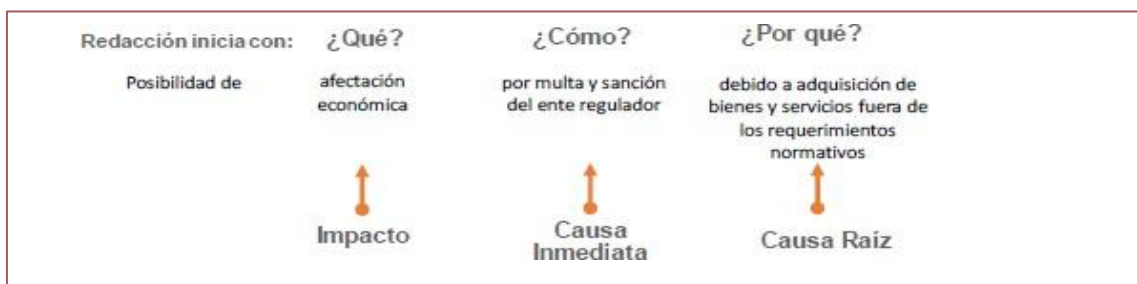 Redacción inicia con:
¿Qué?
¿Cómo?
¿Por qué?
Posibilidad de
afectación
económica
por multa y sanción
del ente regulador
debido a adquisición de
bienes y servicios fuera de
los requerimientos
normativos
Impacto
Causa
Inmediata
Causa Raíz